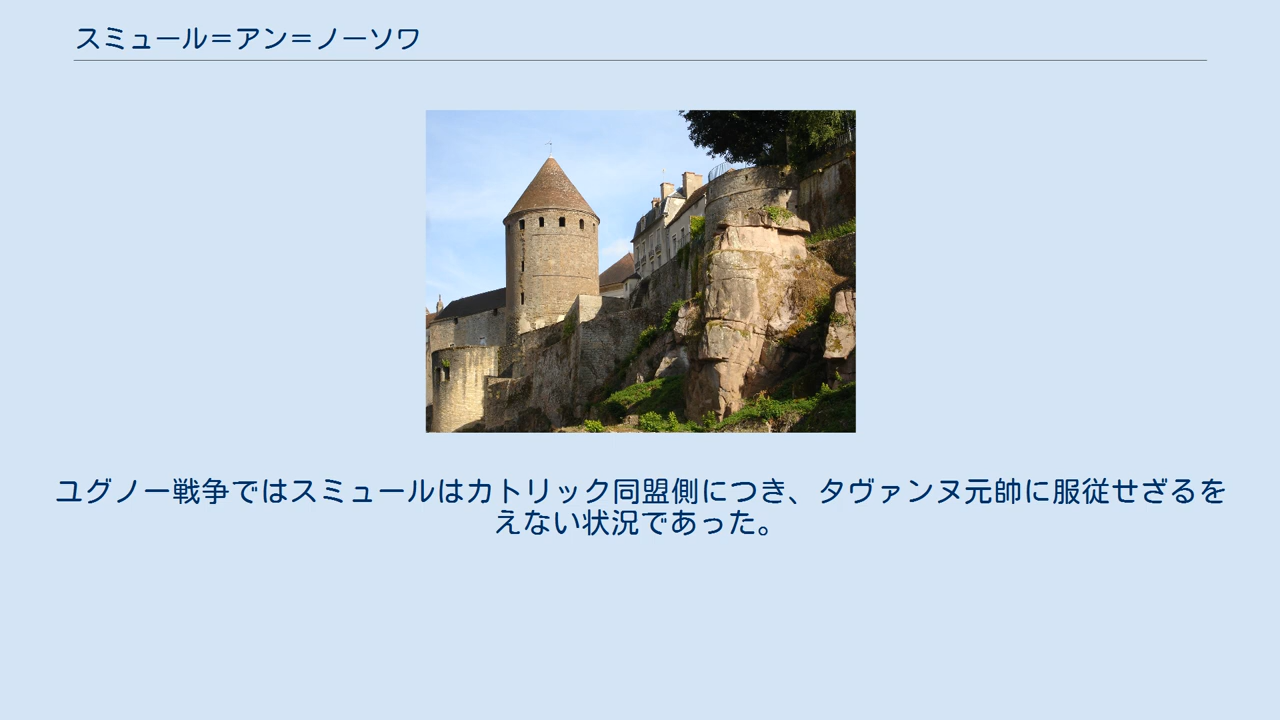 スミュール＝アン＝ノーソワ
ユグノー戦争ではスミュールはカトリック同盟側につき、タヴァンヌ元帥に服従せざるを
えない状況であった。